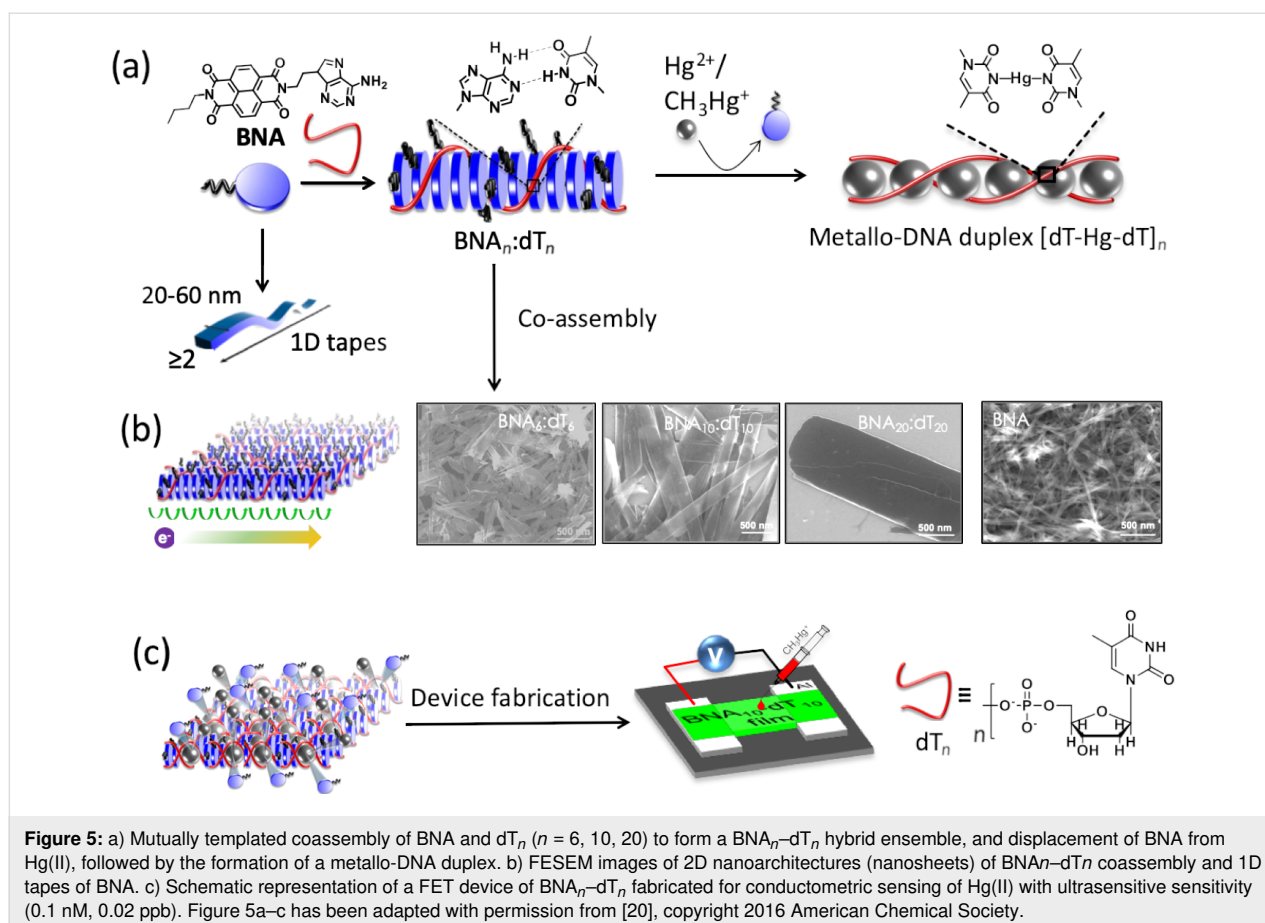 (a)
N
N
N
N
NH₂
O
O
O
O
N
N
BNA
N
H
H
O
N
N
N
N
H
N
N
O
Hg²⁺/
CH₃Hg⁺
O
N
N
O
Hg
O
N
N
O
BNAₙ:dTₙ
Metallo-DNA duplex [dT-Hg-dT]ₙ
20-60 nm
≥2
1D tapes
Co-assembly
(b)
e⁻
BNA₆:dT₆
500 nm
BNA₁₀:dT₁₀
500 nm
BNA₂₀:dT₂₀
500 nm
BNA
500 nm
(c)
Device fabrication
V
CH₃Hg⁺
Al
BNA₁₀-dT₁₀
film
dTₙ
≡
n
O
O-P-O
O⁻
O
O
NH
N
O
O
H
H
H
H
H
OH
Figure 5: a) Mutually templated coassembly of BNA and dTₙ (n = 6, 10, 20) to form a BNAₙ–dTₙ hybrid ensemble, and displacement of BNA from
Hg(II), followed by the formation of a metallo-DNA duplex. b) FESEM images of 2D nanoarchitectures (nanosheets) of BNAn–dTn coassembly and 1D
tapes of BNA. c) Schematic representation of a FET device of BNAₙ–dTₙ fabricated for conductometric sensing of Hg(II) with ultrasensitive sensitivity
(0.1 nM, 0.02 ppb). Figure 5a–c has been adapted with permission from [20], copyright 2016 American Chemical Society.